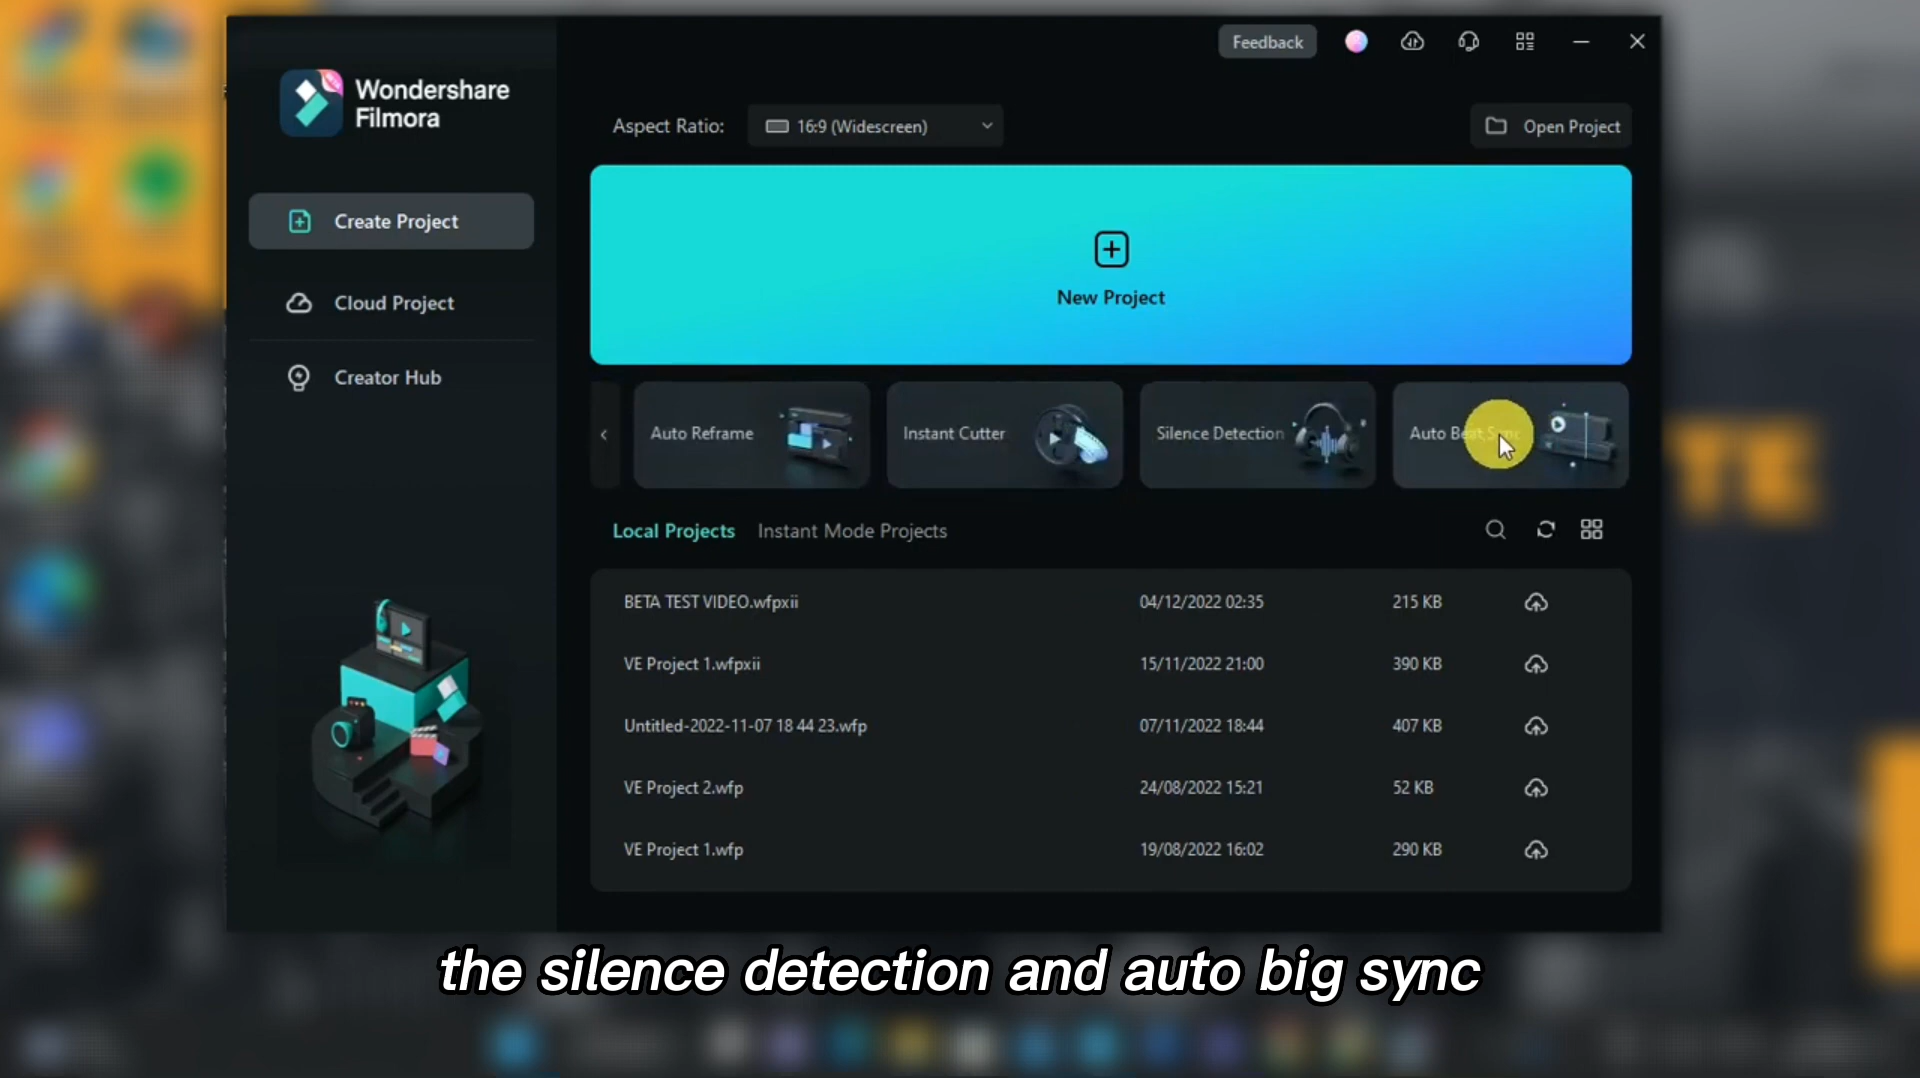 Feedback
Wondershare
Filmora
Aspect Ratio:
16:9 (Widescreen)
Open Project
Create Project
New Project
Cloud Project
Creator Hub
Auto Reframe
Instant Cutter
Silence Detection
Auto Beat Sync
Local Projects
Instant Mode Projects
BETA TEST VIDEO.wfpxii 04/12/2022 02:35 215 KB
VE Project 1.wfpxii 15/11/2022 21:00 390 KB
Untitled-2022-11-07 18 44 23.wfp 07/11/2022 18:44 407 KB
VE Project 2.wfp 24/08/2022 15:21 52 KB
VE Project 1.wfp 19/08/2022 16:02 290 KB
the silence detection and auto big sync